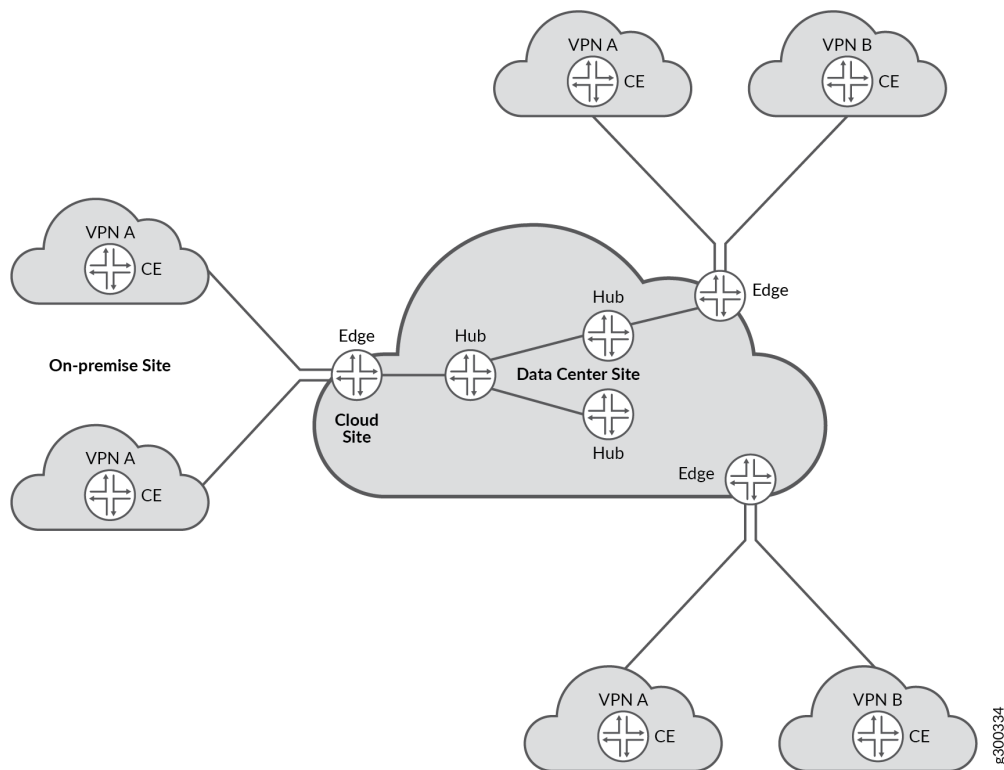 VPN A
CE
VPN B
CE
VPN A
CE
Edge
Hub
Edge
Hub
On-premise Site
Data Center Site
Cloud
Site
Hub
VPN A
CE
Edge
VPN A
CE
VPN B
CE
g300334